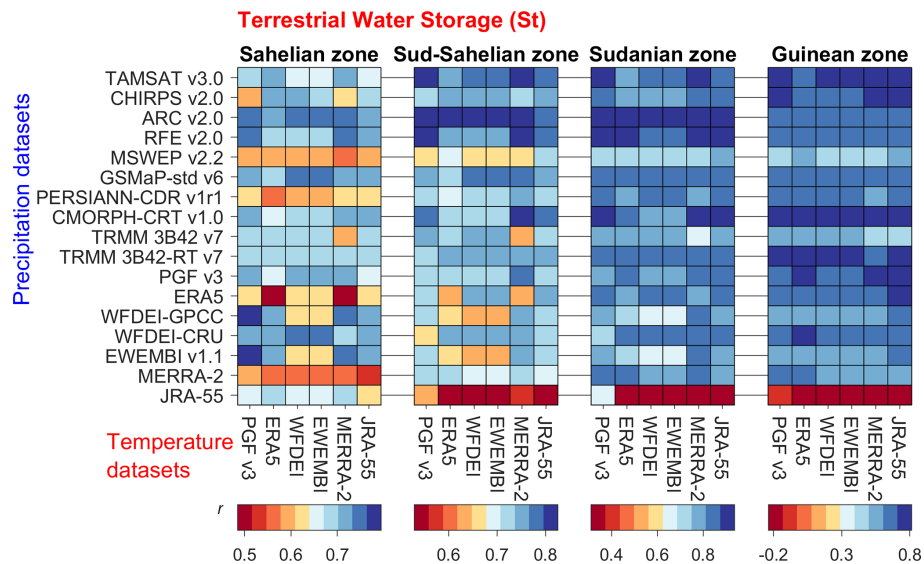 Terrestrial Water Storage (St)
Sahelian zone
Sud-Sahelian zone
Sudanian zone
Guinean zone
Precipitation datasets
TAMSAT v3.0
CHIRPS v2.0
ARC v2.0
RFE v2.0
MSWEP v2.2
GSMaP-std v6
PERSIANN-CDR v1r1
CMORPH-CRT v1.0
TRMM 3B42 v7
TRMM 3B42-RT v7
PGF v3
ERA5
WFDEI-GPCC
WFDEI-CRU
EWEMBI v1.1
MERRA-2
JRA-55
Temperature
datasets
PGF v3
ERA5
WFDEI
EWEMBI
MERRA-2
JRA-55
PGF v3
ERA5
WFDEI
EWEMBI
MERRA-2
JRA-55
PGF v3
ERA5
WFDEI
EWEMBI
MERRA-2
JRA-55
PGF v3
ERA5
WFDEI
EWEMBI
MERRA-2
JRA-55
r
0.5 0.6 0.7
0.6 0.7 0.8
0.4 0.6 0.8
-0.2 0.3 0.8